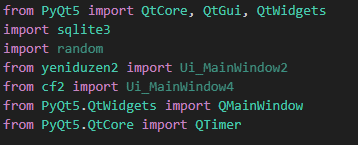 from PyQt5 import QtCore, QtGui, QtWidgets
import sqlite3
import random
from yeniduzen2 import Ui_MainWindow2
from cf2 import Ui_MainWindow4
from PyQt5.QtWidgets import QMainWindow
from PyQt5.QtCore import QTimer